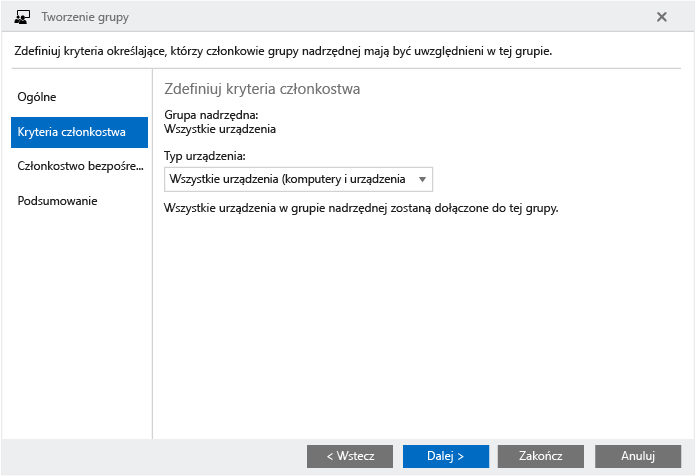 Tworzenie grupy
Zdefiniuj kryteria określające, którzy członkowie grupy nadrzędnej mają być uwzględnieni w tej grupie.
Ogólne
Kryteria członkostwa
Członkostwo bezpośre...
Podsumowanie
Zdefiniuj kryteria członkostwa
Grupa nadrzędna:
Wszystkie urządzenia
Typ urządzenia:
Wszystkie urządzenia (komputery i urządzenia
Wszystkie urządzenia w grupie nadrzędnej zostaną dołączone do tej grupy.
< Wstecz
Dalej >
Zakończ
Anuluj